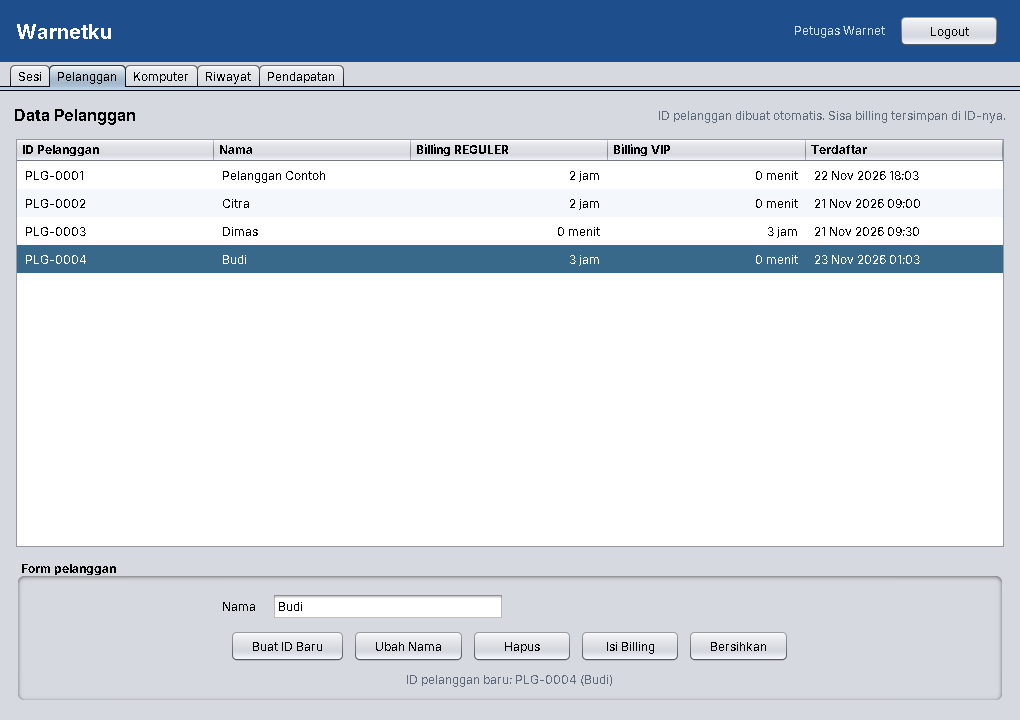 Warnetku
Petugas Warnet Logout
Sesi Pelanggan Komputer Riwayat Pendapatan
Data Pelanggan ID pelanggan dibuat otomatis. Sisa billing tersimpan di ID-nya.
ID Pelanggan Nama Billing REGULER Billing VIP Terdaftar
PLG-0001 Pelanggan Contoh 2 jam 0 menit 22 Nov 2026 18:03
PLG-0002 Citra 2 jam 0 menit 21 Nov 2026 09:00
PLG-0003 Dimas 0 menit 3 jam 21 Nov 2026 09:30
PLG-0004 Budi 3 jam 0 menit 23 Nov 2026 01:03
Form pelanggan
Nama Budi
Buat ID Baru Ubah Nama Hapus Isi Billing Bersihkan
ID pelanggan baru: PLG-0004 (Budi)